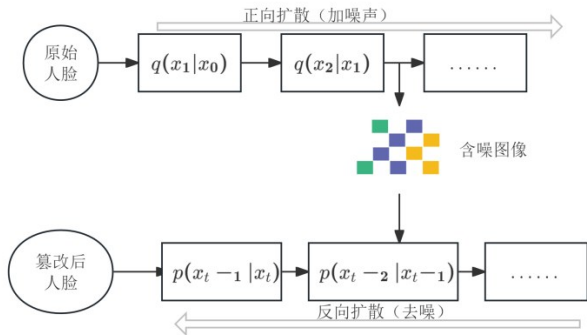 正向扩散（加噪声）
原始
人脸
q(x₁|x₀)
q(x₂|x₁)
......
含噪图像
篡改后
人脸
p(xₜ₋₁|xₜ)
p(xₜ₋₂|xₜ₋₁)
......
反向扩散（去噪）